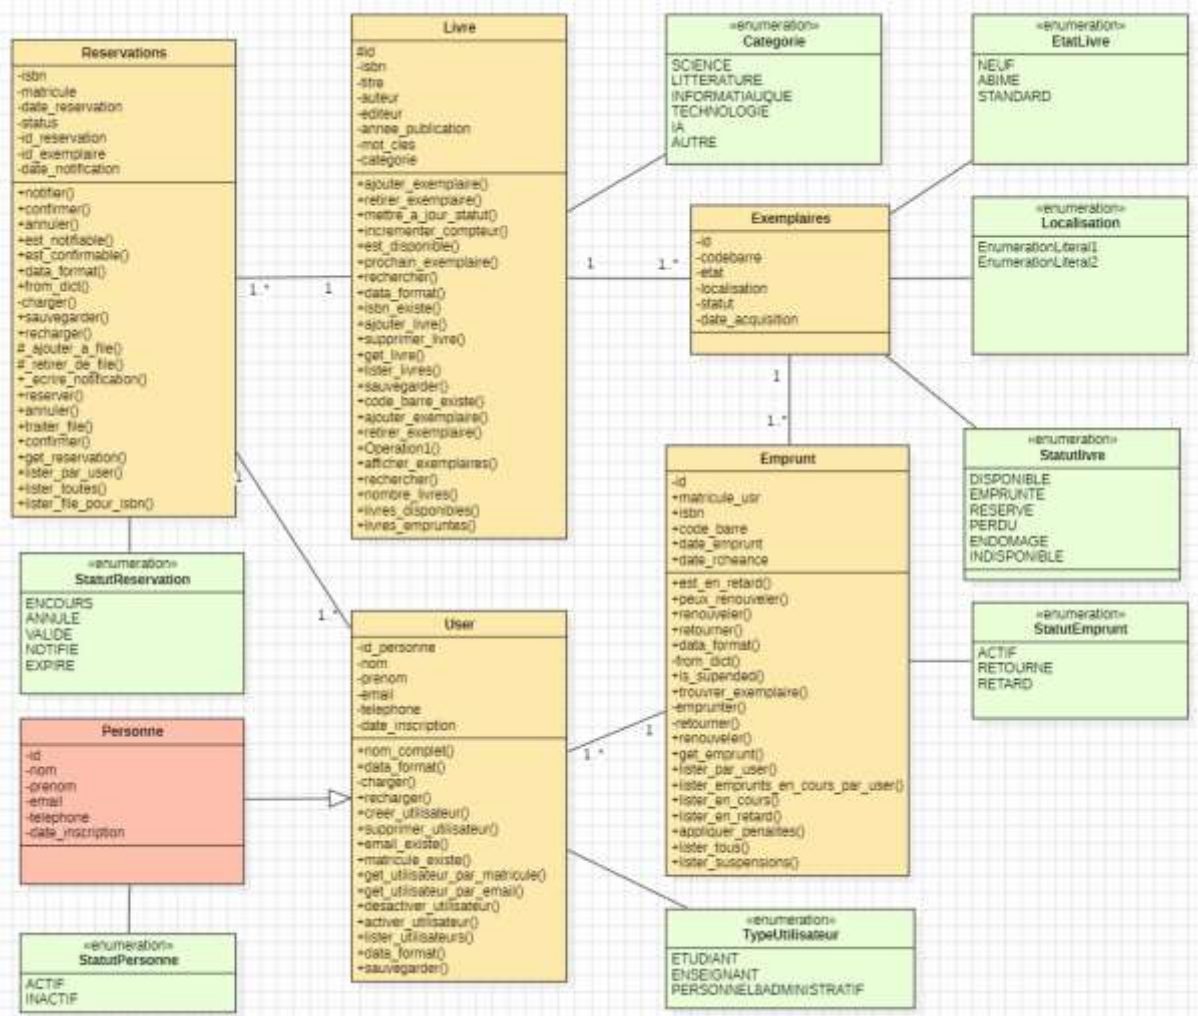 Reservations
-isbn
-matricule
-date_reservation
-status
-id_reservation
-id_exemplaire
-date_notification
+notifier()
+confirmer()
+annuler()
+est_notifiable()
+est_confirmable()
+data_format()
+from_dict()
-charger()
+sauvegarder()
+recharger()
#_ajouter_a_file()
#_retirer_de_file()
+_ecrire_notification()
+reserver()
+annuler()
+traiter_file()
+confirmer()
+get_reservation()
+lister_par_user()
+lister_toutes()
+lister_file_pour_isbn()
1..*
1
1
1..*
Livre
#id
-isbn
-titre
-auteur
-editeur
-annee_publication
-mot_cles
-categorie
+ajouter_exemplaire()
+retirer_exemplaire()
+mettre_a_jour_statut()
+incrementer_compteur()
+est_disponible()
+prochain_exemplaire()
+rechercher()
+data_format()
+isbn_existe()
+ajouter_livre()
+supprimer_livre()
+get_livre()
+lister_livres()
+sauvegarder()
+code_barre_existe()
+ajouter_exemplaire()
+retirer_exemplaire()
+Operation1()
+afficher_exemplaires()
+rechercher()
+nombre_livres()
+livres_disponibles()
+livres_empruntes()
«enumeration»
Categorie
SCIENCE
LITTERATURE
INFORMATIAUQUE
TECHNOLOGIE
IA
AUTRE
«enumeration»
EtatLivre
NEUF
ABIME
STANDARD
1
1..*
Exemplaires
-id
-codebarre
-etat
-localisation
-statut
-date_acquisition
«enumeration»
Localisation
EnumerationLiteral1
EnumerationLiteral2
1
1..*
«enumeration»
Statutlivre
DISPONIBLE
EMPRUNTE
RESERVE
PERDU
ENDOMAGE
INDISPONIBLE
Emprunt
-id
+matricule_usr
+isbn
+code_barre
+date_emprunt
+date_rcheance
+est_en_retard()
+peux_renouveler()
+renouveler()
+retourner()
+data_format()
-from_dict()
+is_supended()
+trouvrer_exemplaire()
-emprunter()
-retourner()
+renouveler()
+get_emprunt()
+lister_par_user()
+lister_emprunts_en_cours_par_user()
+lister_en_cours()
+lister_en_retard()
+appliquer_penalites()
+lister_tous()
+lister_suspensions()
«enumeration»
StatutEmprunt
ACTIF
RETOURNE
RETARD
«enumeration»
StatutReservation
ENCOURS
ANNULE
VALIDE
NOTIFIE
EXPIRE
User
-id_personne
-nom
-prenom
-email
-telephone
-date_inscription
+nom_complet()
+data_format()
-charger()
+recharger()
+creer_utilisateur()
+supprimer_utilisateur()
+email_existe()
+matricule_existe()
+get_utilisateur_par_matricule()
+get_utilisateur_par_email()
+desactiver_utilisateur()
+activer_utilisateur()
+lister_utilisateurs()
+data_format()
+sauvegarder()
1..*
1
Personne
-id
-nom
-prenom
-email
-telephone
-date_inscription
«enumeration»
StatutPersonne
ACTIF
INACTIF
«enumeration»
TypeUtilisateur
ETUDIANT
ENSEIGNANT
PERSONNEL&ADMINISTRATIF